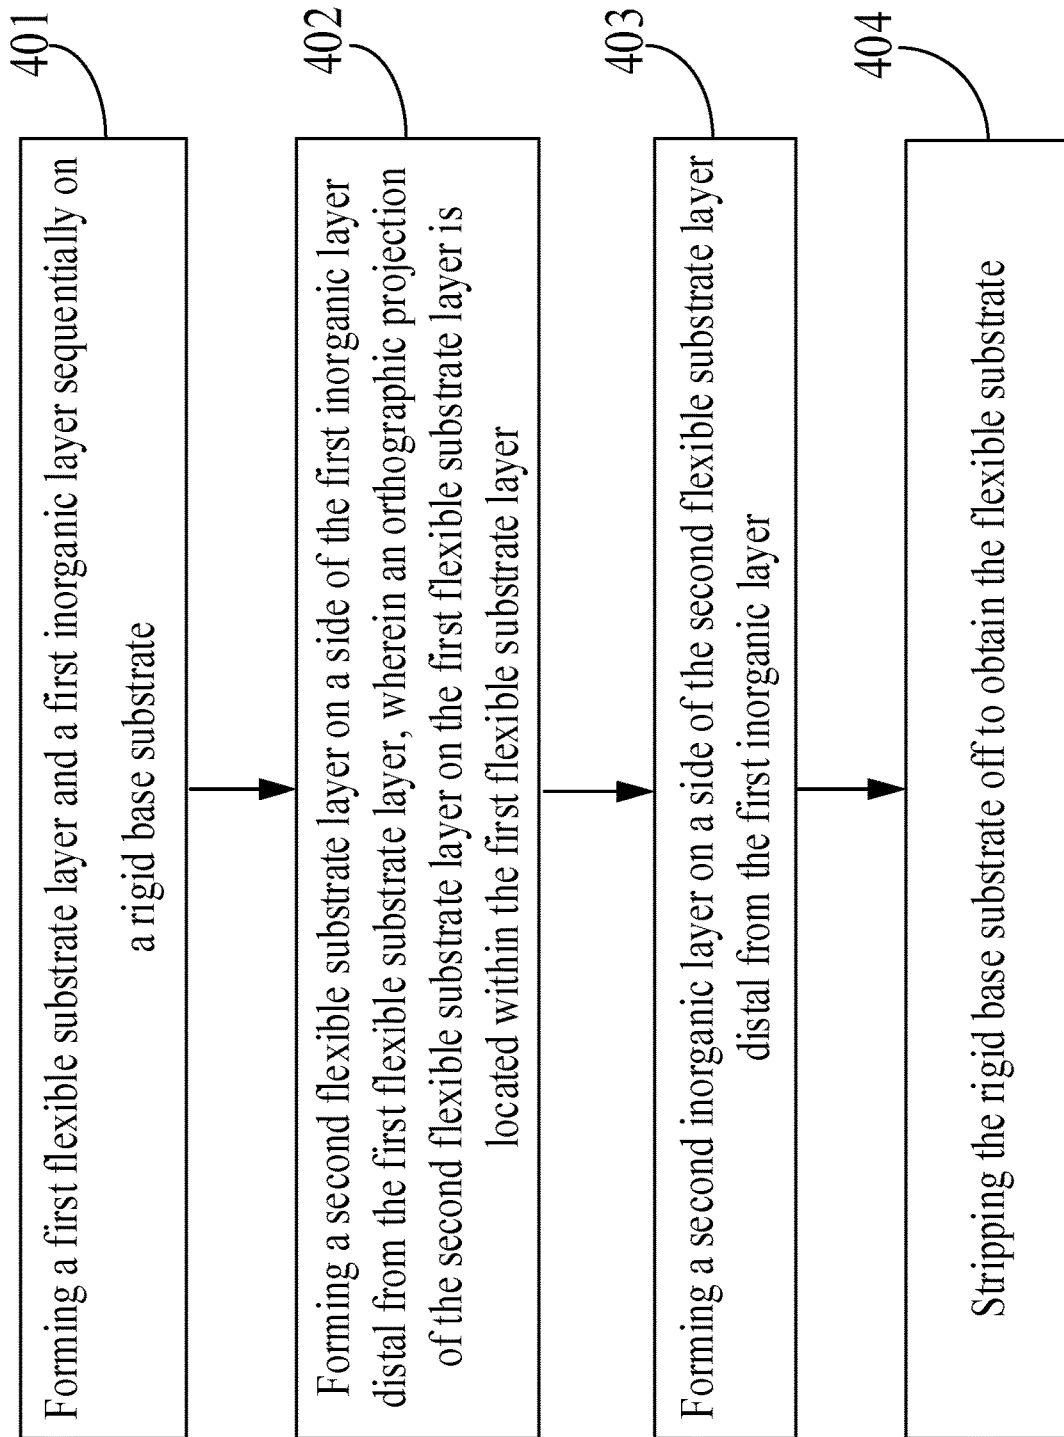 401
Forming a first flexible substrate layer and a first inorganic layer sequentially on
a rigid base substrate
402
Forming a second flexible substrate layer on a side of the first inorganic layer
distal from the first flexible substrate layer, wherein an orthographic projection
of the second flexible substrate layer on the first flexible substrate layer is
located within the first flexible substrate layer
403
Forming a second inorganic layer on a side of the second flexible substrate layer
distal from the first inorganic layer
404
Stripping the rigid base substrate off to obtain the flexible substrate